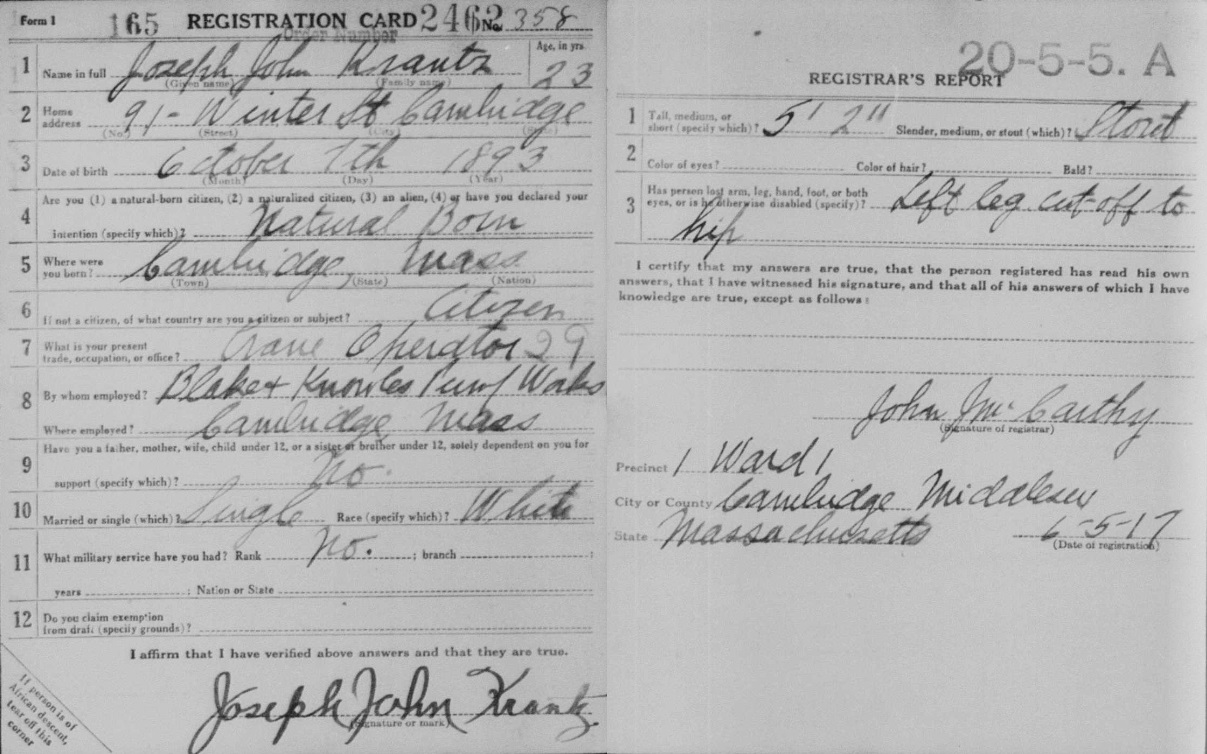 Form 1 165 REGISTRATION CARD 2462 No. 358
Order Number
1 Name in full Joseph John Krantz Age, in yrs. 23
(Given name) (Family name)
2 Home address 91- Winter St Cambridge
(No.) (Street) (City) (State)
3 Date of birth October 7th 1893
(Month) (Day) (Year)
Are you (1) a natural-born citizen, (2) a naturalized citizen, (3) an alien, (4) or have you declared your
4 intention (specify which)? Natural Born
5 Where were you born? Cambridge, Mass
(Town) (State) (Nation)
6 If not a citizen, of what country are you a citizen or subject? Citizen
7 What is your present trade, occupation, or office? Crane Operator 29
8 By whom employed? Blake & Knowles Pump Works
Where employed? Cambridge Mass
Have you a father, mother, wife, child under 12, or a sister or brother under 12, solely dependent on you for
9 support (specify which)? No.
10 Married or single (which)? Single Race (specify which)? White
11 What military service have you had? Rank No. ; branch ;
years ; Nation or State
12 Do you claim exemption from draft (specify grounds)?
I affirm that I have verified above answers and that they are true.
Joseph John Krantz
(Signature or mark)
If person is of
African descent,
tear off this
corner
20-5-5. A
REGISTRAR'S REPORT
1 Tall, medium, or short (specify which)? 5' 2" Slender, medium, or stout (which)? Stout
2 Color of eyes? Color of hair? Bald?
3 Has person lost arm, leg, hand, foot, or both eyes, or is he otherwise disabled (specify)? Left leg cut-off to
hip
I certify that my answers are true, that the person registered has read his own
answers, that I have witnessed his signature, and that all of his answers of which I have
knowledge are true, except as follows:
John J McCarthy
(Signature of registrar)
Precinct 1 Ward 1
City or County Cambridge Middlesex
State Massachusetts 6-5-17
(Date of registration)